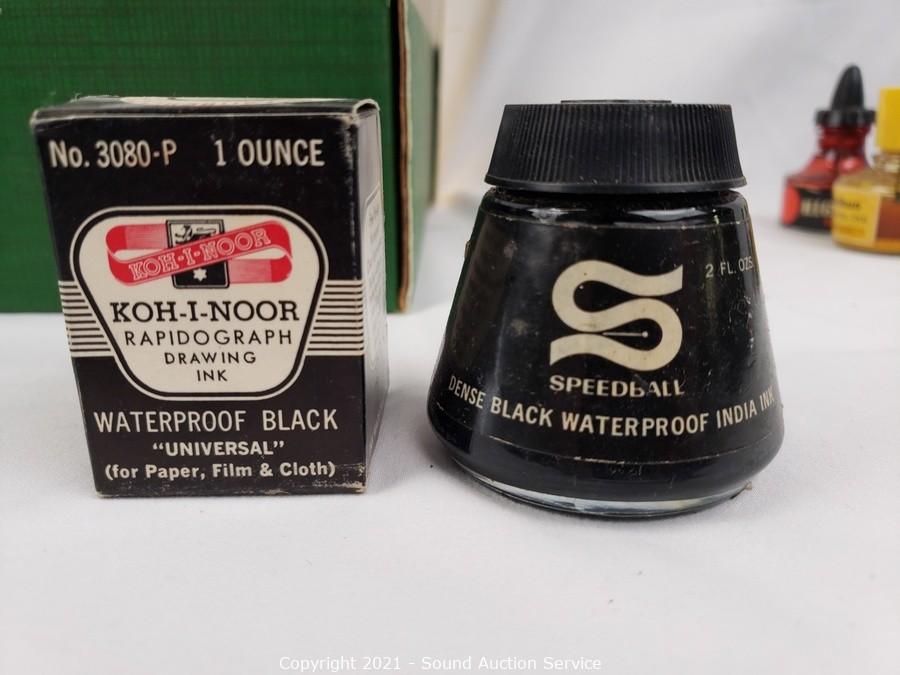 No. 3080-P 1 OUNCE
KOH-I-NOOR
KOH-I-NOOR
RAPIDOGRAPH
DRAWING
INK
WATERPROOF BLACK
"UNIVERSAL"
(for Paper, Film & Cloth)
2 FL. OZS
SPEEDBALL
DENSE BLACK WATERPROOF INDIA INK
Copyright 2021 - Sound Auction Service